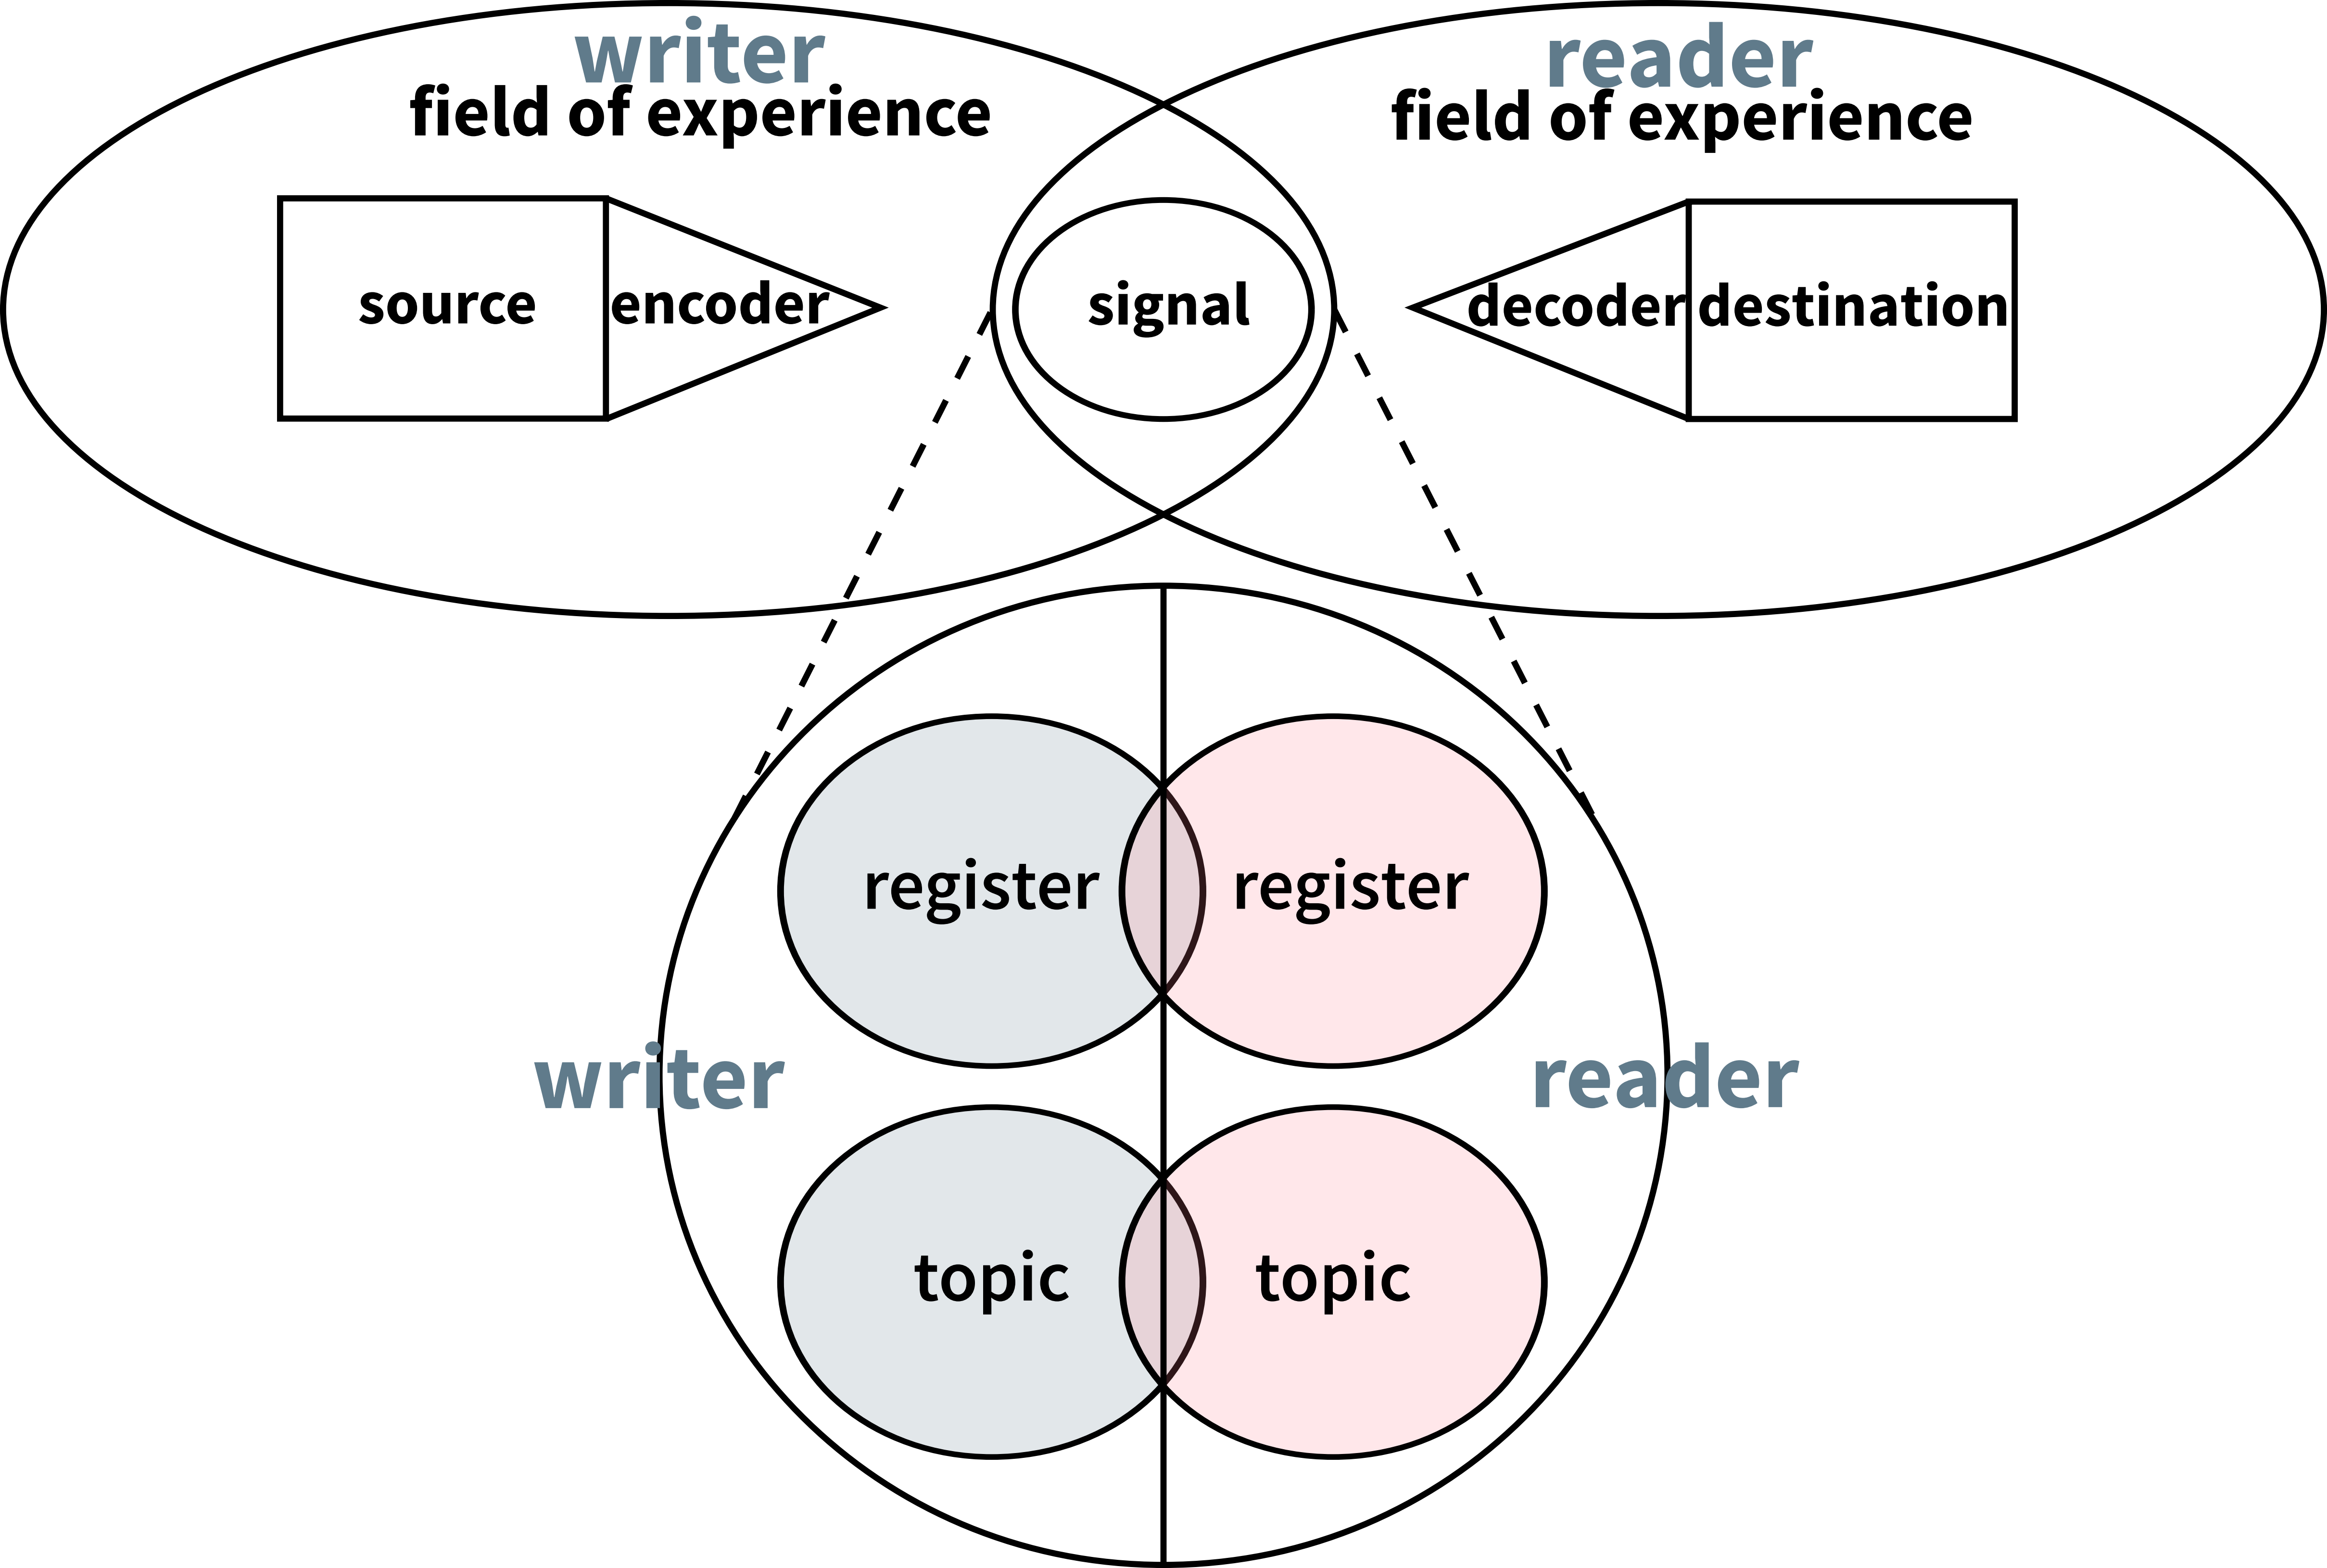 writer
field of experience
reader
field of experience
source
encoder
signal
decoder
destination
register
register
writer
reader
topic
topic